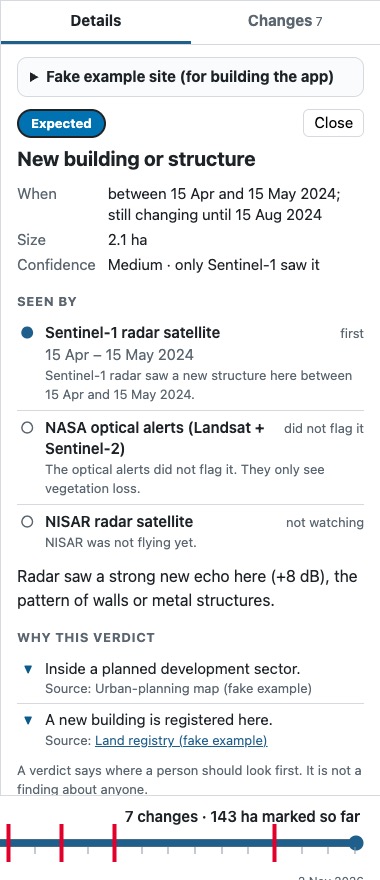 Details
Changes 7
▶ Fake example site (for building the app)
Expected
Close
New building or structure
When
between 15 Apr and 15 May 2024;
still changing until 15 Aug 2024
Size
2.1 ha
Confidence
Medium · only Sentinel-1 saw it
SEEN BY
Sentinel-1 radar satellite
first
15 Apr – 15 May 2024
Sentinel-1 radar saw a new structure here between
15 Apr and 15 May 2024.
NASA optical alerts (Landsat +
did not flag it
Sentinel-2)
The optical alerts did not flag it. They only see
vegetation loss.
NISAR radar satellite
not watching
NISAR was not flying yet.
Radar saw a strong new echo here (+8 dB), the
pattern of walls or metal structures.
WHY THIS VERDICT
▼ Inside a planned development sector.
Source: Urban-planning map (fake example)
▼ A new building is registered here.
Source: Land registry (fake example)
A verdict says where a person should look first. It is not a
finding about anyone.
7 changes · 143 ha marked so far